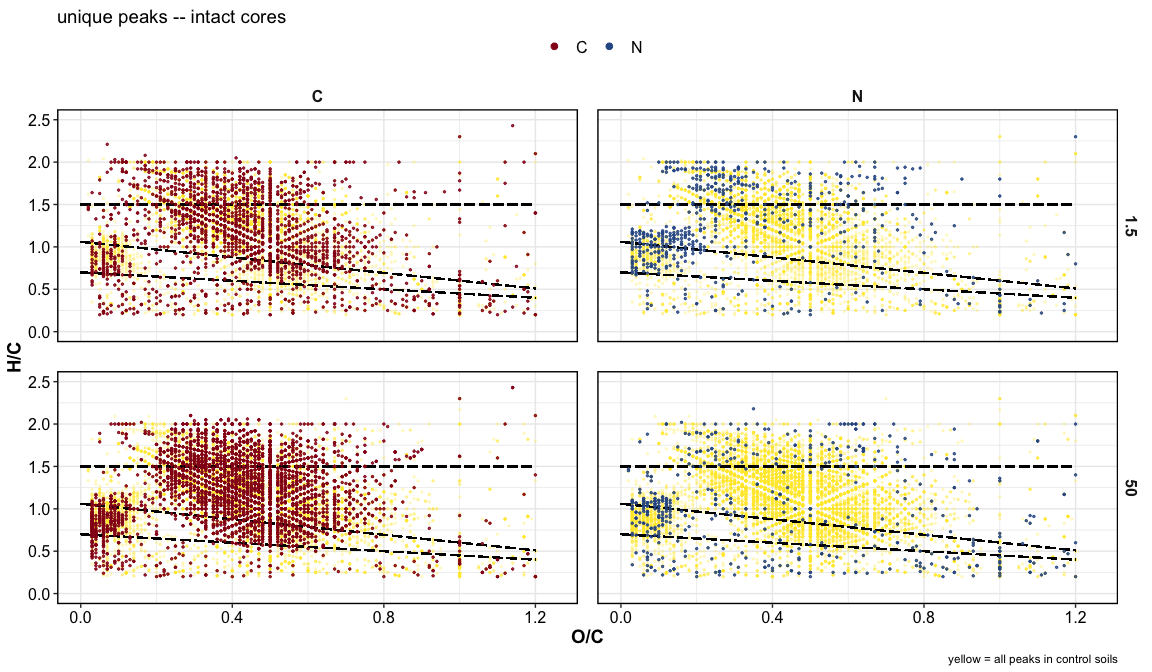 unique peaks -- intact cores
C N
C N
2.5
2.0
1.5
1.0
0.5
0.0
1.5
H/C
2.5
2.0
1.5
1.0
0.5
0.0
50
0.0 0.4 0.8 1.2 0.0 0.4 0.8 1.2
O/C
yellow = all peaks in control soils